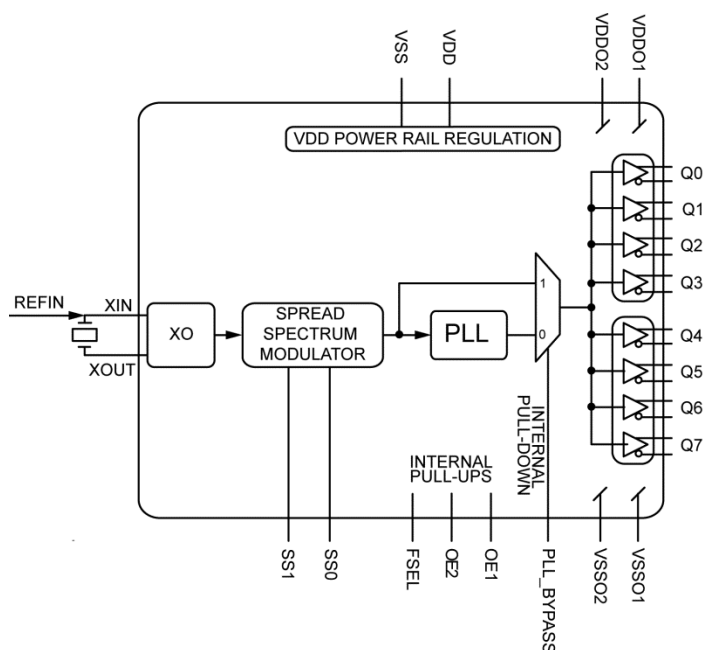 VSS
VDD
VDDO2
VDDO1
VDD POWER RAIL REGULATION
Q0
Q1
Q2
Q3
REFIN
XIN
XO
SPREAD
SPECTRUM
MODULATOR
PLL
1
0
XOUT
Q4
Q5
Q6
Q7
INTERNAL
PULL-DOWN
INTERNAL
PULL-UPS
SS1
SS0
FSEL
OE2
OE1
PLL_BYPASS
VSSO2
VSSO1